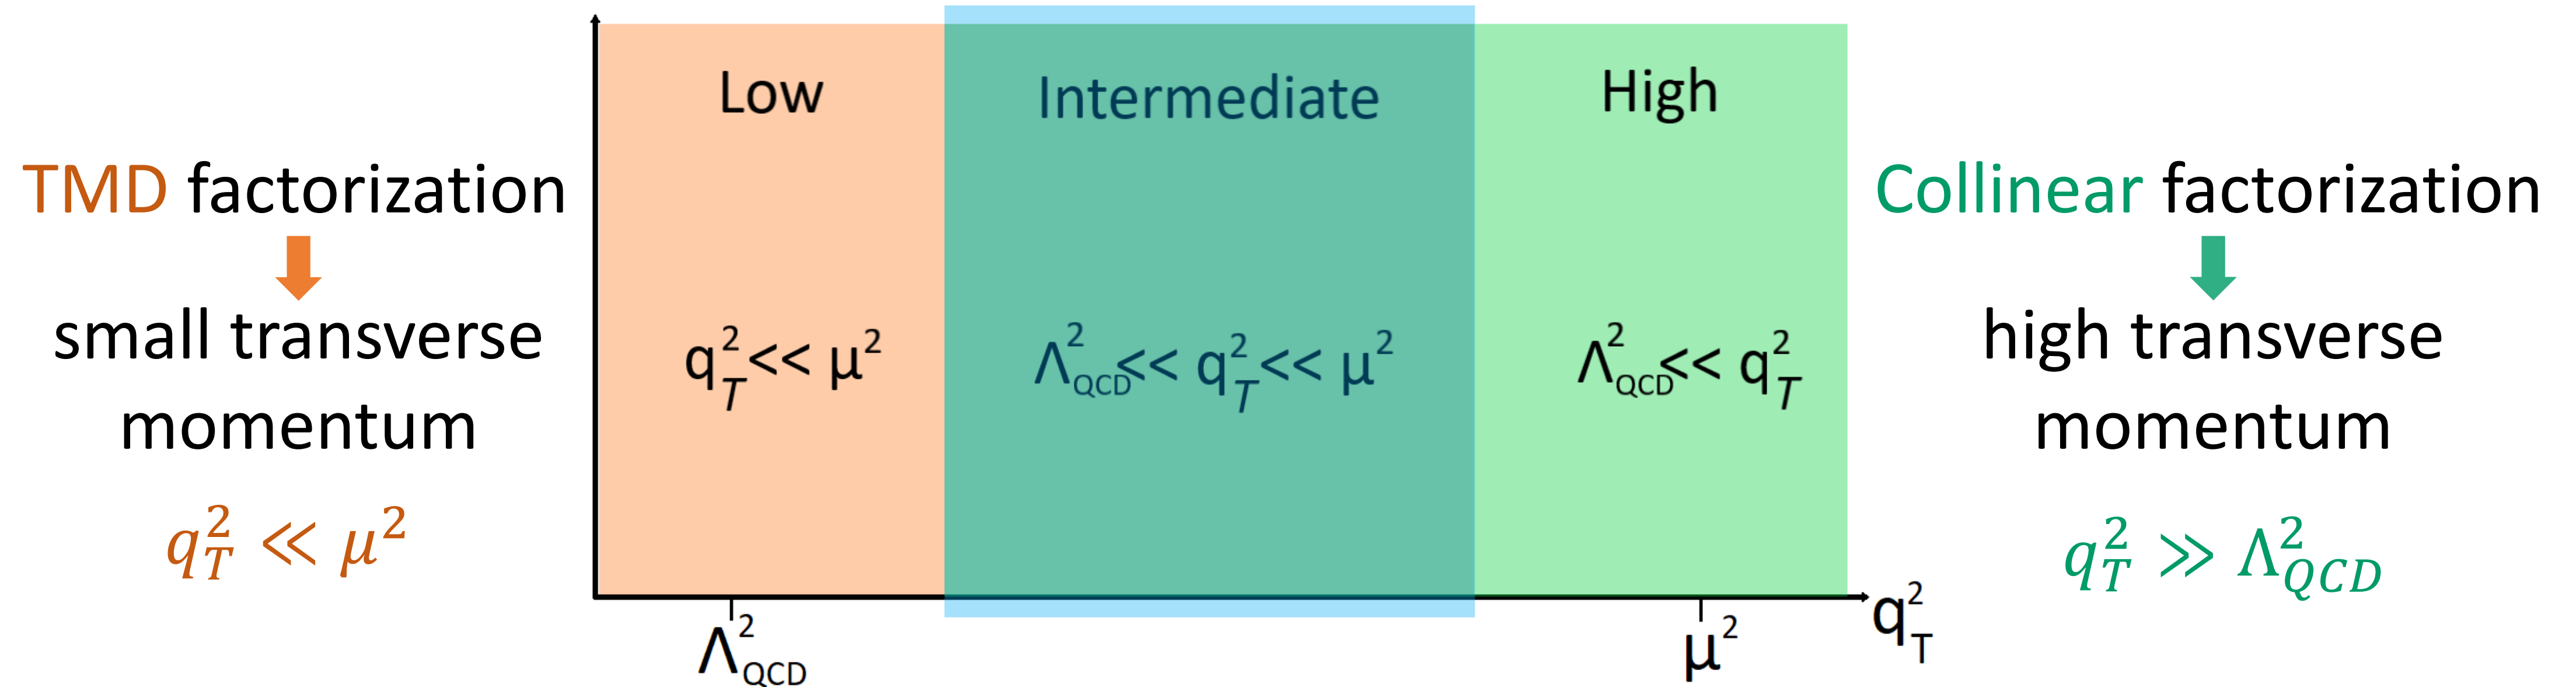 TMD factorization
small transverse
momentum
q_T^2 ≪ μ^2
Low
q_T^2 << μ^2
Intermediate
Λ_QCD^2 << q_T^2 << μ^2
High
Λ_QCD^2 << q_T^2
Λ_QCD^2
μ^2
q_T^2
Collinear factorization
high transverse
momentum
q_T^2 ≫ Λ_QCD^2